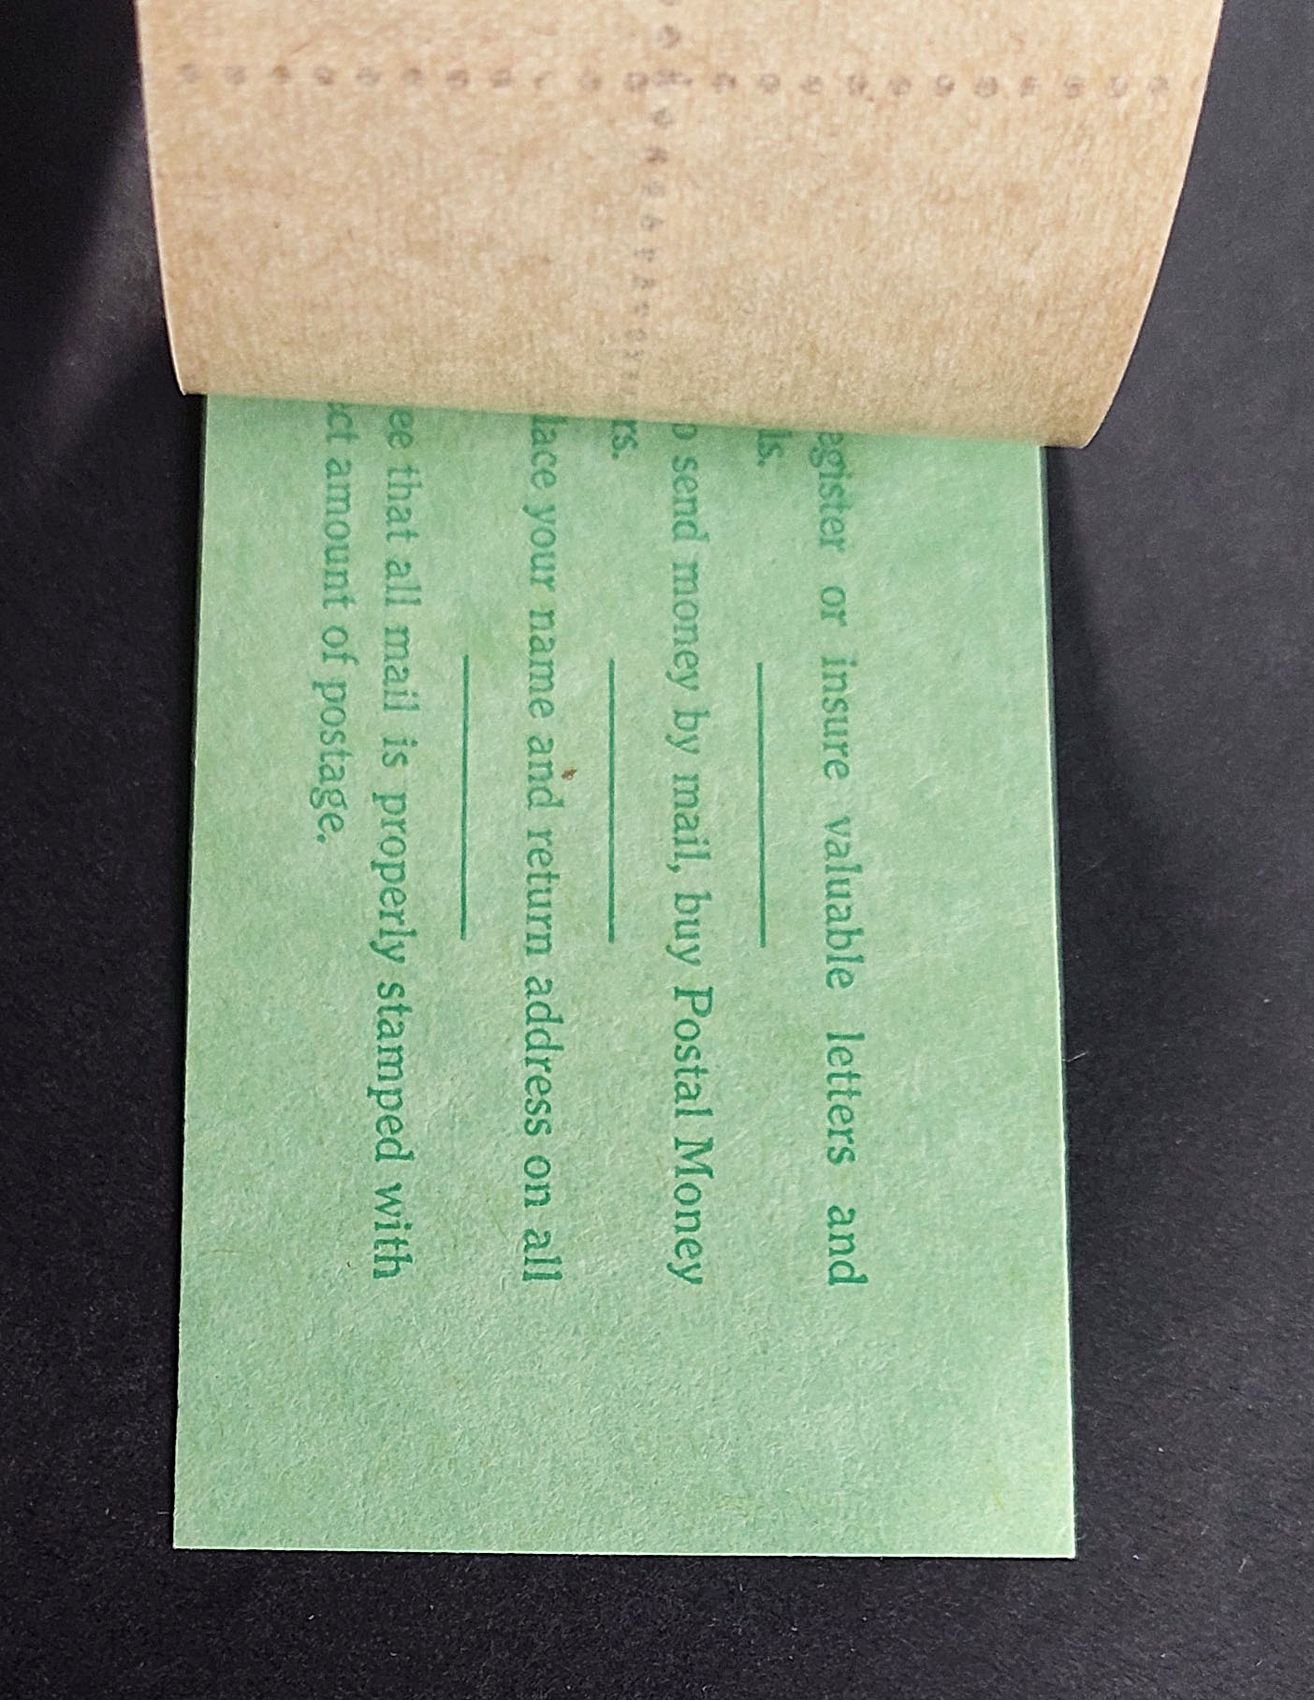 egister or insure valuable letters and
ls.
o send money by mail, buy Postal Money
rs.
lace your name and return address on all
ee that all mail is properly stamped with
ct amount of postage.